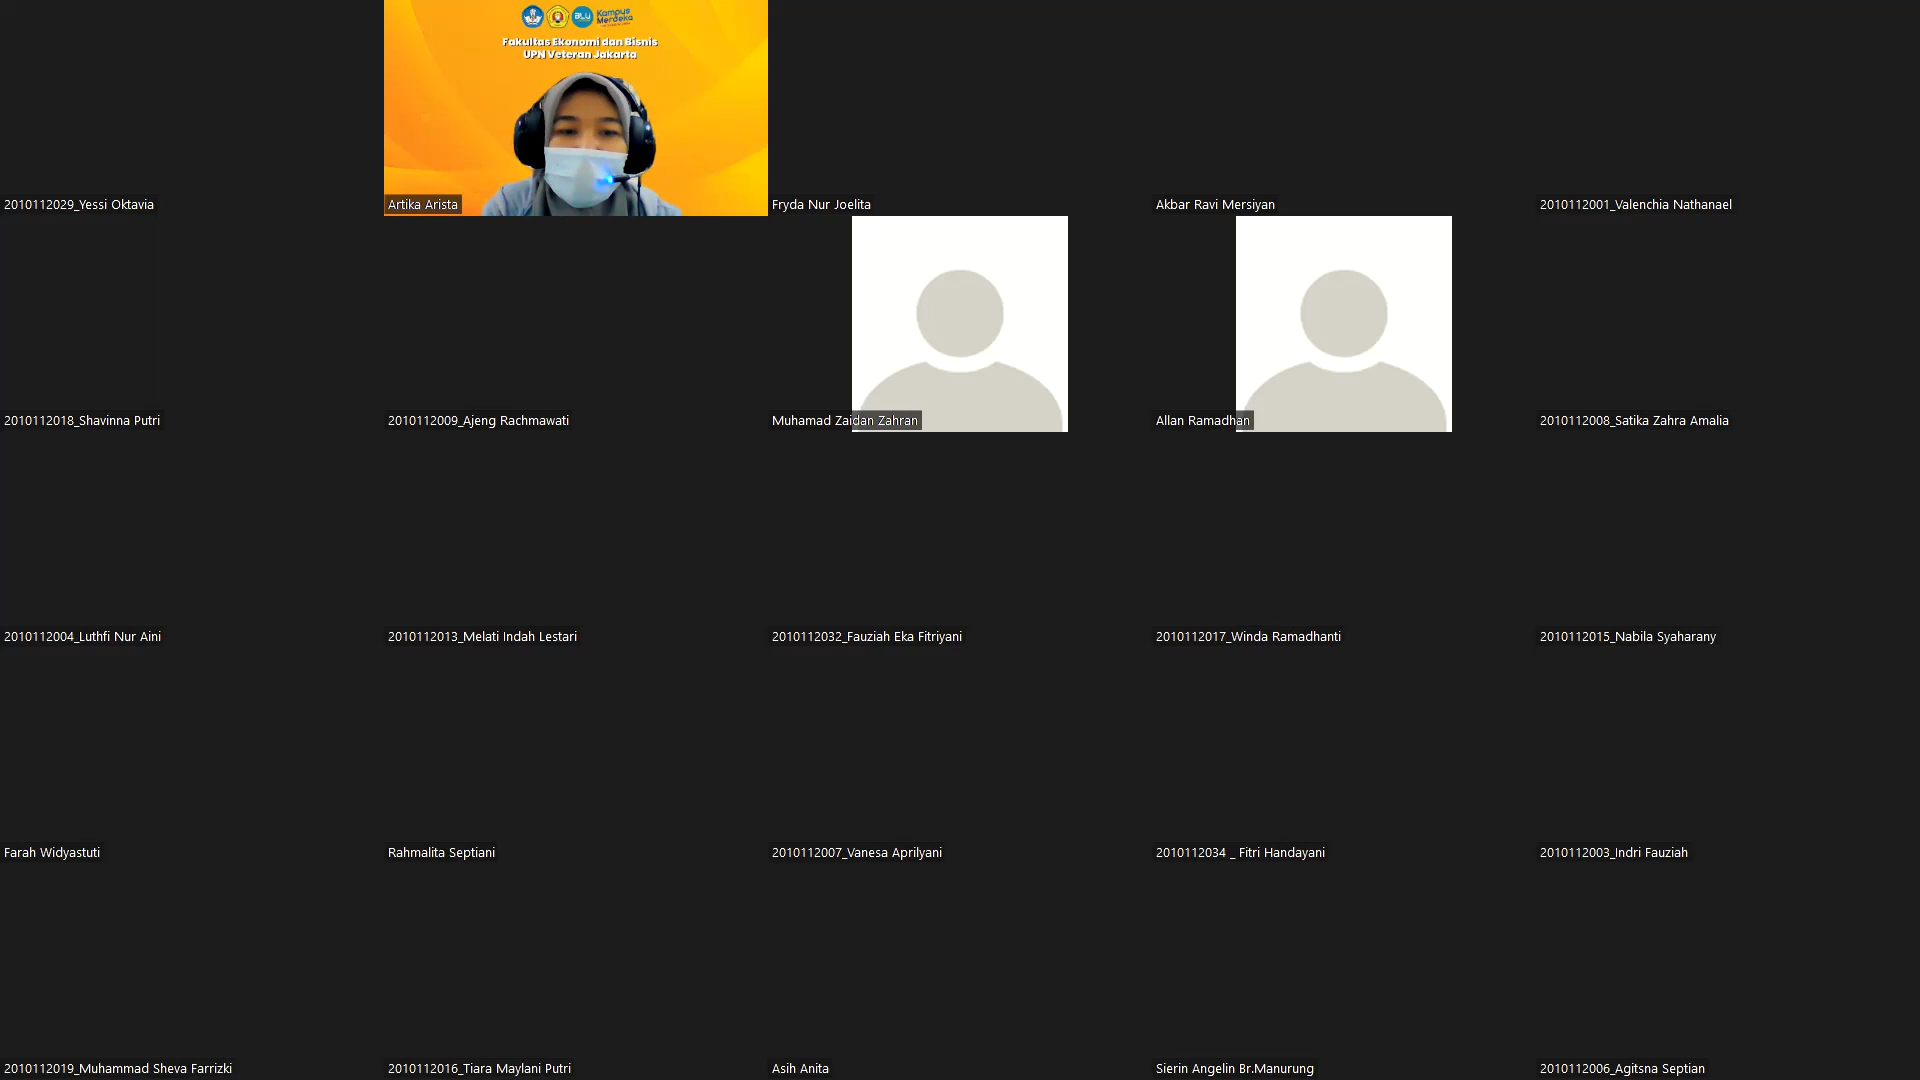 BLU
Kampus
Merdeka
Fakultas Ekonomi dan Bisnis
UPN Veteran Jakarta
2010112029_Yessi Oktavia
Artika Arista
Fryda Nur Joelita
Akbar Ravi Mersiyan
2010112001_Valenchia Nathanael
2010112018_Shavinna Putri
2010112009_Ajeng Rachmawati
Muhamad Zaidan Zahran
Allan Ramadhan
2010112008_Satika Zahra Amalia
2010112004_Luthfi Nur Aini
2010112013_Melati Indah Lestari
2010112032_Fauziah Eka Fitriyani
2010112017_Winda Ramadhanti
2010112015_Nabila Syaharany
Farah Widyastuti
Rahmalita Septiani
2010112007_Vanesa Aprilyani
2010112034 _ Fitri Handayani
2010112003_Indri Fauziah
2010112019_Muhammad Sheva Farrizki
2010112016_Tiara Maylani Putri
Asih Anita
Sierin Angelin Br.Manurung
2010112006_Agitsna Septian